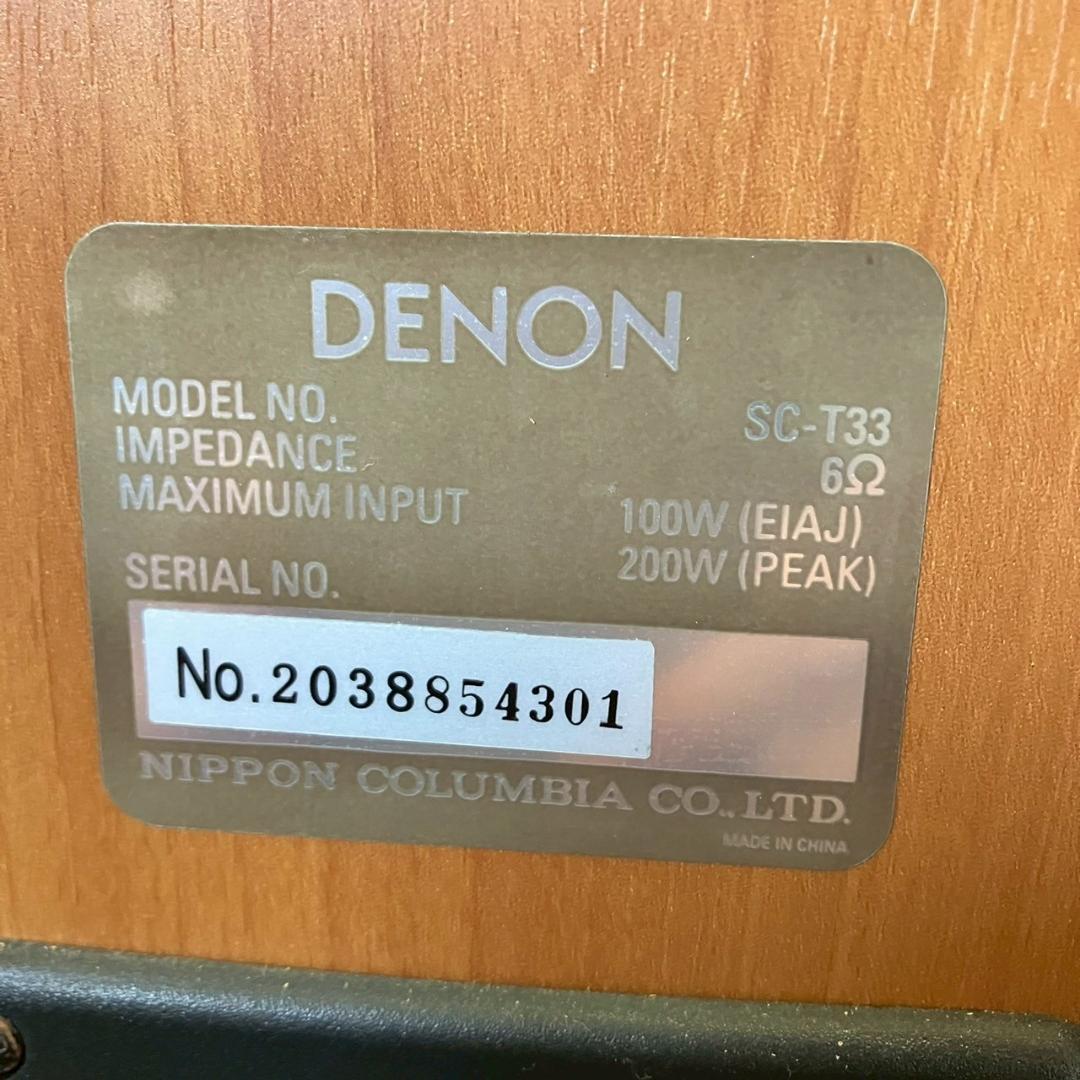 DENON
MODEL NO. SC-T33
IMPEDANCE 6Ω
MAXIMUM INPUT 100W (EIAJ)
200W (PEAK)
SERIAL NO.
No.2038854301
NIPPON COLUMBIA CO.,LTD.
MADE IN CHINA